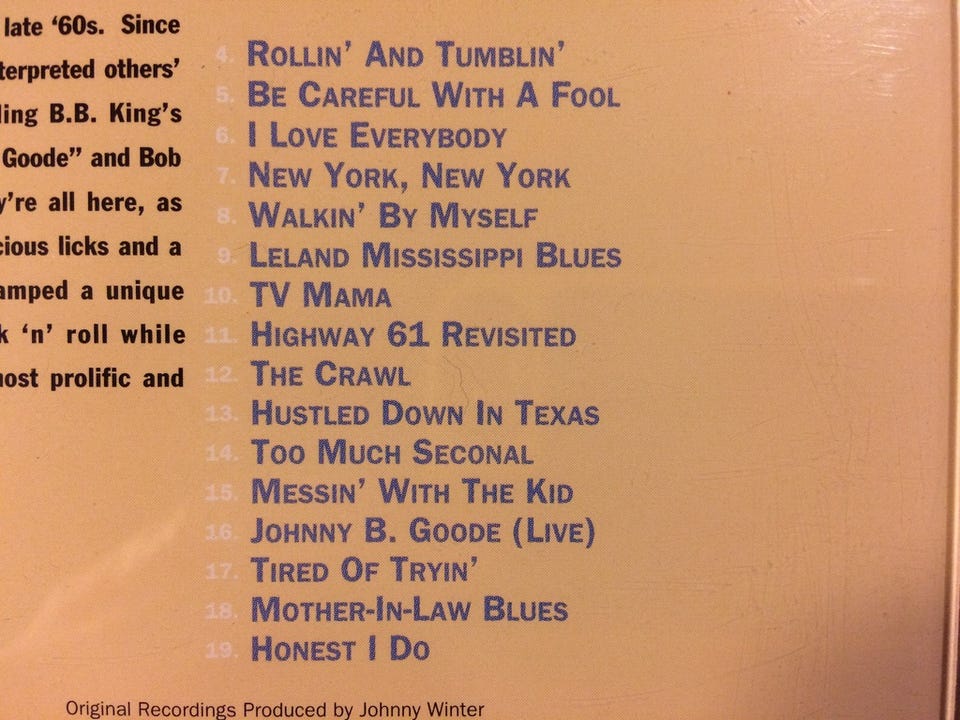 late ‘60s. Since
terpreted others’
ling B.B. King’s
Goode” and Bob
y’re all here, as
cious licks and a
amped a unique
k ‘n’ roll while
nost prolific and
4. ROLLIN’ AND TUMBLIN’
5. BE CAREFUL WITH A FOOL
6. I LOVE EVERYBODY
7. NEW YORK, NEW YORK
8. WALKIN’ BY MYSELF
9. LELAND MISSISSIPPI BLUES
10. TV MAMA
11. HIGHWAY 61 REVISITED
12. THE CRAWL
13. HUSTLED DOWN IN TEXAS
14. TOO MUCH SECONAL
15. MESSIN’ WITH THE KID
16. JOHNNY B. GOODE (LIVE)
17. TIRED OF TRYIN’
18. MOTHER-IN-LAW BLUES
19. HONEST I DO
Original Recordings Produced by Johnny Winter